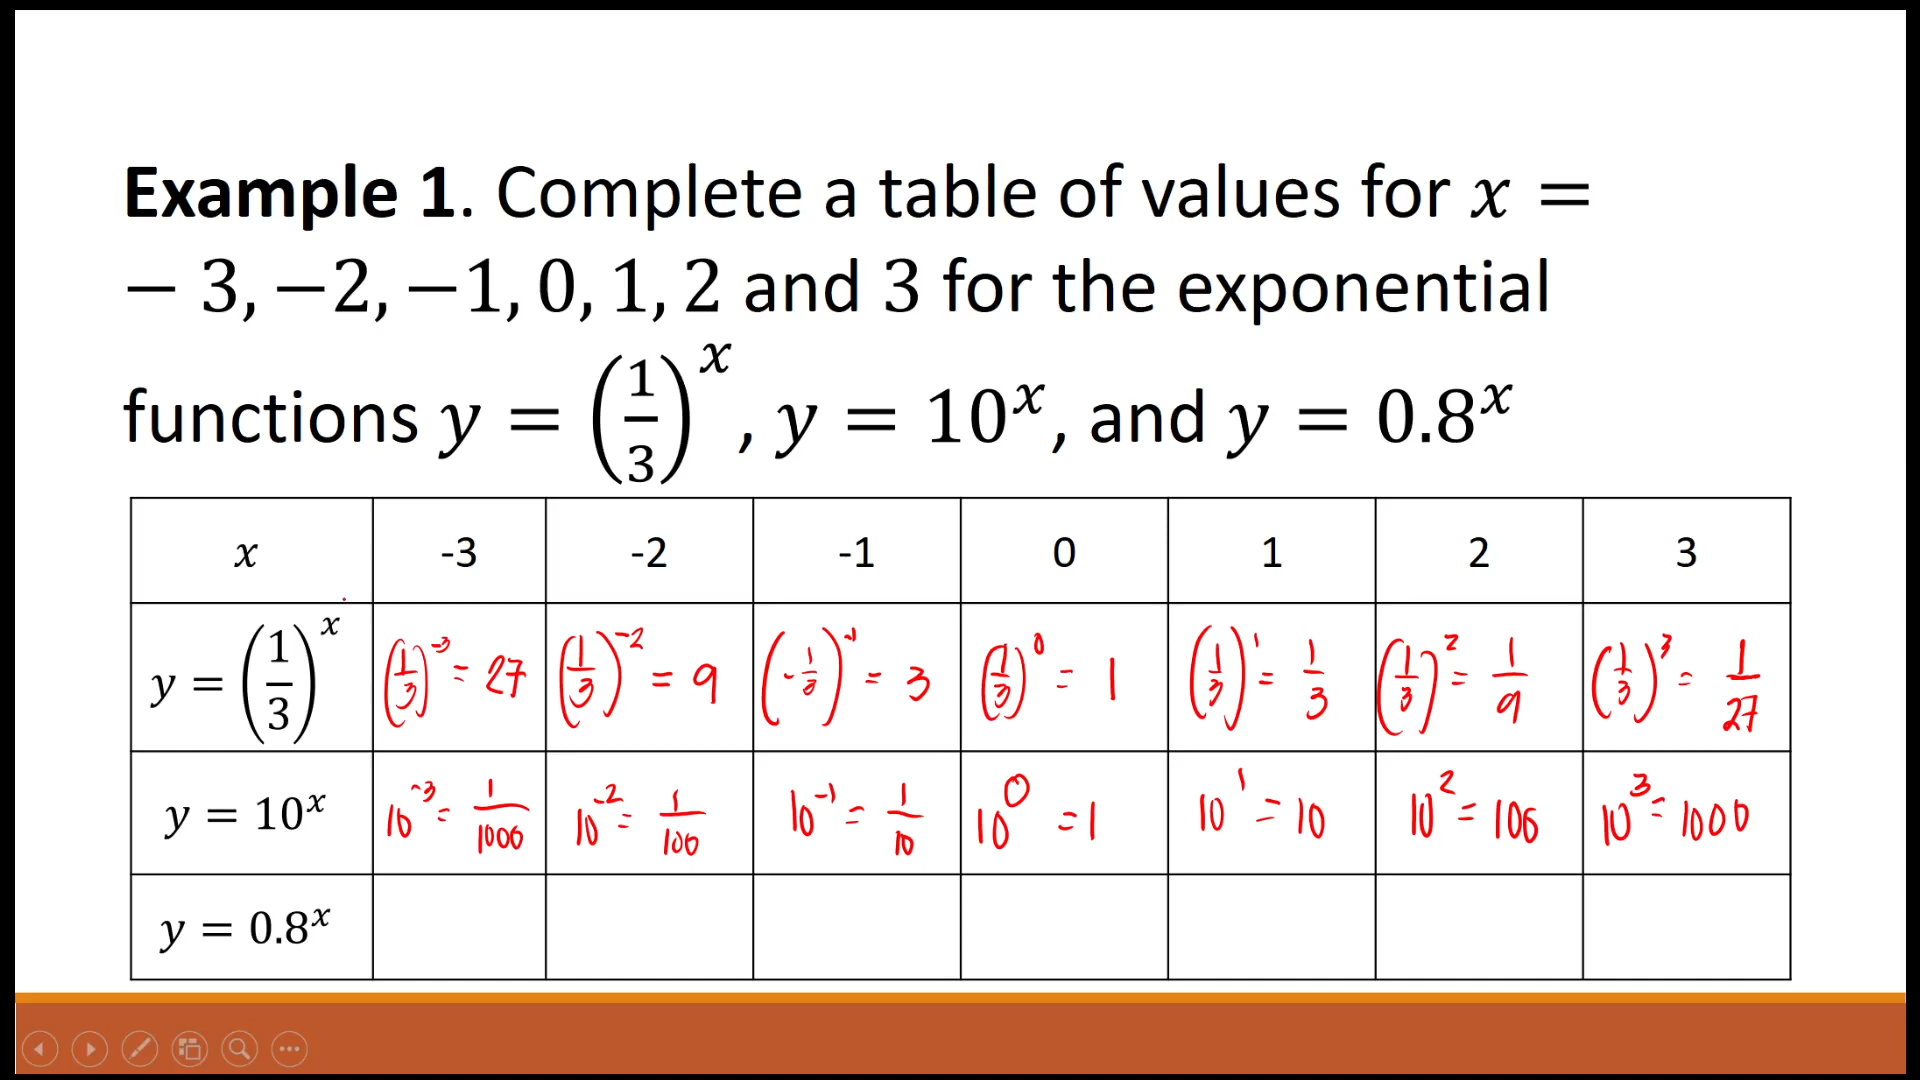 Example 1. Complete a table of values for x =
− 3, −2, −1, 0, 1, 2 and 3 for the exponential
functions y = (1/3)^x, y = 10^x, and y = 0.8^x
x -3 -2 -1 0 1 2 3
y = (1/3)^x (1/3)^-3 = 27 (1/3)^-2 = 9 (-1/3)^-1 = 3 (1/3)^0 = 1 (1/3)^1 = 1/3 (1/3)^2 = 1/9 (1/3)^3 = 1/27
y = 10^x 10^-3 = 1/1000 10^-2 = 1/100 10^-1 = 1/10 10^0 = 1 10^1 = 10 10^2 = 100 10^3 = 1000
y = 0.8^x